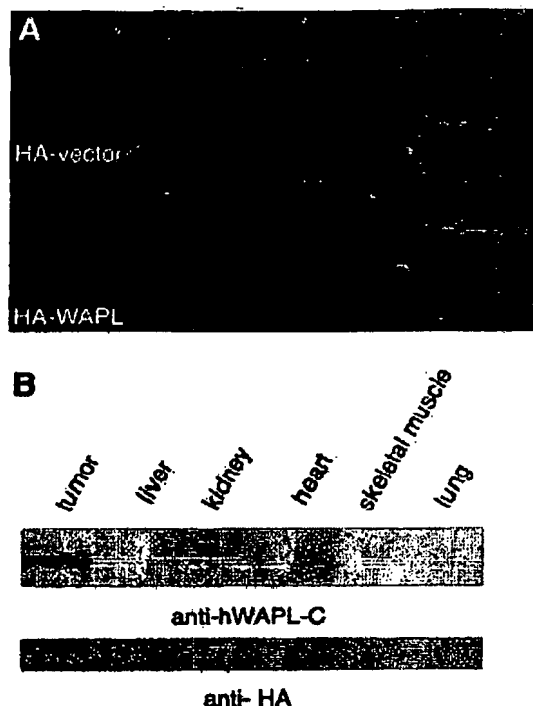 A
HA-vector
HA-WAPL
B
tumor
liver
kidney
heart
skeletal muscle
lung
anti-hWAPL-C
anti- HA